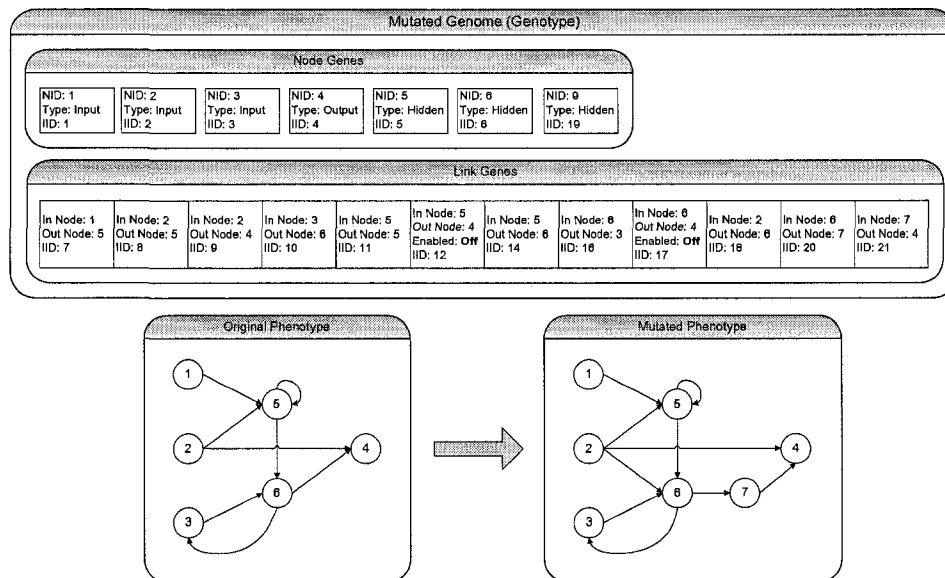 Mutated Genome (Genotype)
Node Genes
NID: 1
Type: Input
IID: 1
NID: 2
Type: Input
IID: 2
NID: 3
Type: Input
IID: 3
NID: 4
Type: Output
IID: 4
NID: 5
Type: Hidden
IID: 5
NID: 6
Type: Hidden
IID: 6
NID: 9
Type: Hidden
IID: 19
Link Genes
In Node: 1
Out Node: 5
IID: 7
In Node: 2
Out Node: 5
IID: 8
In Node: 2
Out Node: 4
IID: 9
In Node: 3
Out Node: 6
IID: 10
In Node: 5
Out Node: 5
IID: 11
In Node: 5
Out Node: 4
Enabled: Off
IID: 12
In Node: 5
Out Node: 6
IID: 14
In Node: 6
Out Node: 3
IID: 16
In Node: 6
Out Node: 4
Enabled: Off
IID: 17
In Node: 2
Out Node: 6
IID: 18
In Node: 6
Out Node: 7
IID: 20
In Node: 7
Out Node: 4
IID: 21
Original Phenotype
1
5
2
4
6
3
Mutated Phenotype
1
5
2
4
6
7
3